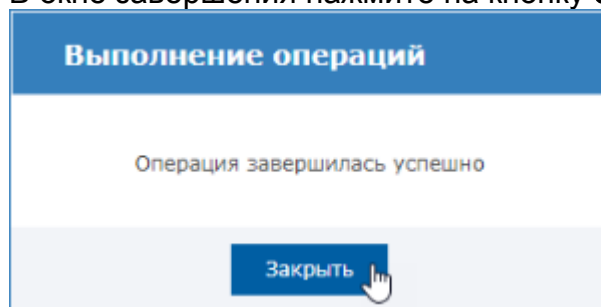 В окне завершения нажмите на кнопку
Выполнение операций
Операция завершилась успешно
Закрыть